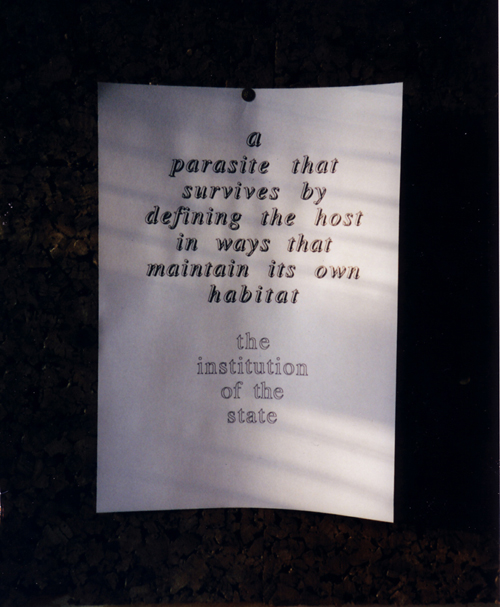 a
parasite that
survives by
defining the host
in ways that
maintain its own
habitat
the
institution
of the
state